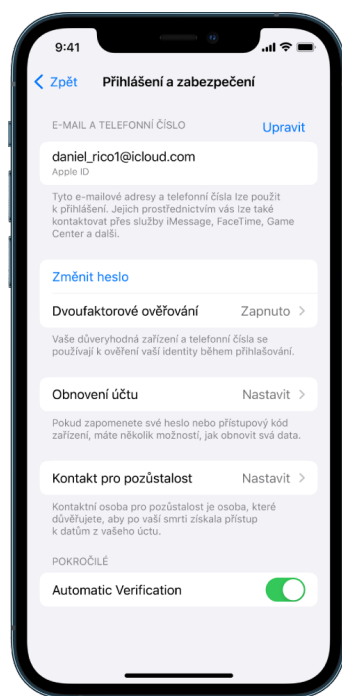 9:41
Zpět
Přihlášení a zabezpečení
E-MAIL A TELEFONNÍ ČÍSLO
Upravit
daniel_rico1@icloud.com
Apple ID
Tyto e-mailové adresy a telefonní čísla lze použit
k přihlášení. Jejich prostřednictvím vás lze také
kontaktovat přes služby iMessage, FaceTime, Game
Center a další.
Změnit heslo
Dvoufaktorové ověřování
Zapnuto
Vaše důvěryhodná zařízení a telefonní čísla se
používají k ověření vaší identity během přihlašování.
Obnovení účtu
Nastavit
Pokud zapomenete své heslo nebo přístupový kód
zařízení, máte několik možností, jak obnovit svá data.
Kontakt pro pozůstalost
Nastavit
Kontaktní osoba pro pozůstalost je osoba, které
důvěřujete, aby po vaší smrti získala přístup
k datům z vašeho účtu.
POKROČILÉ
Automatic Verification